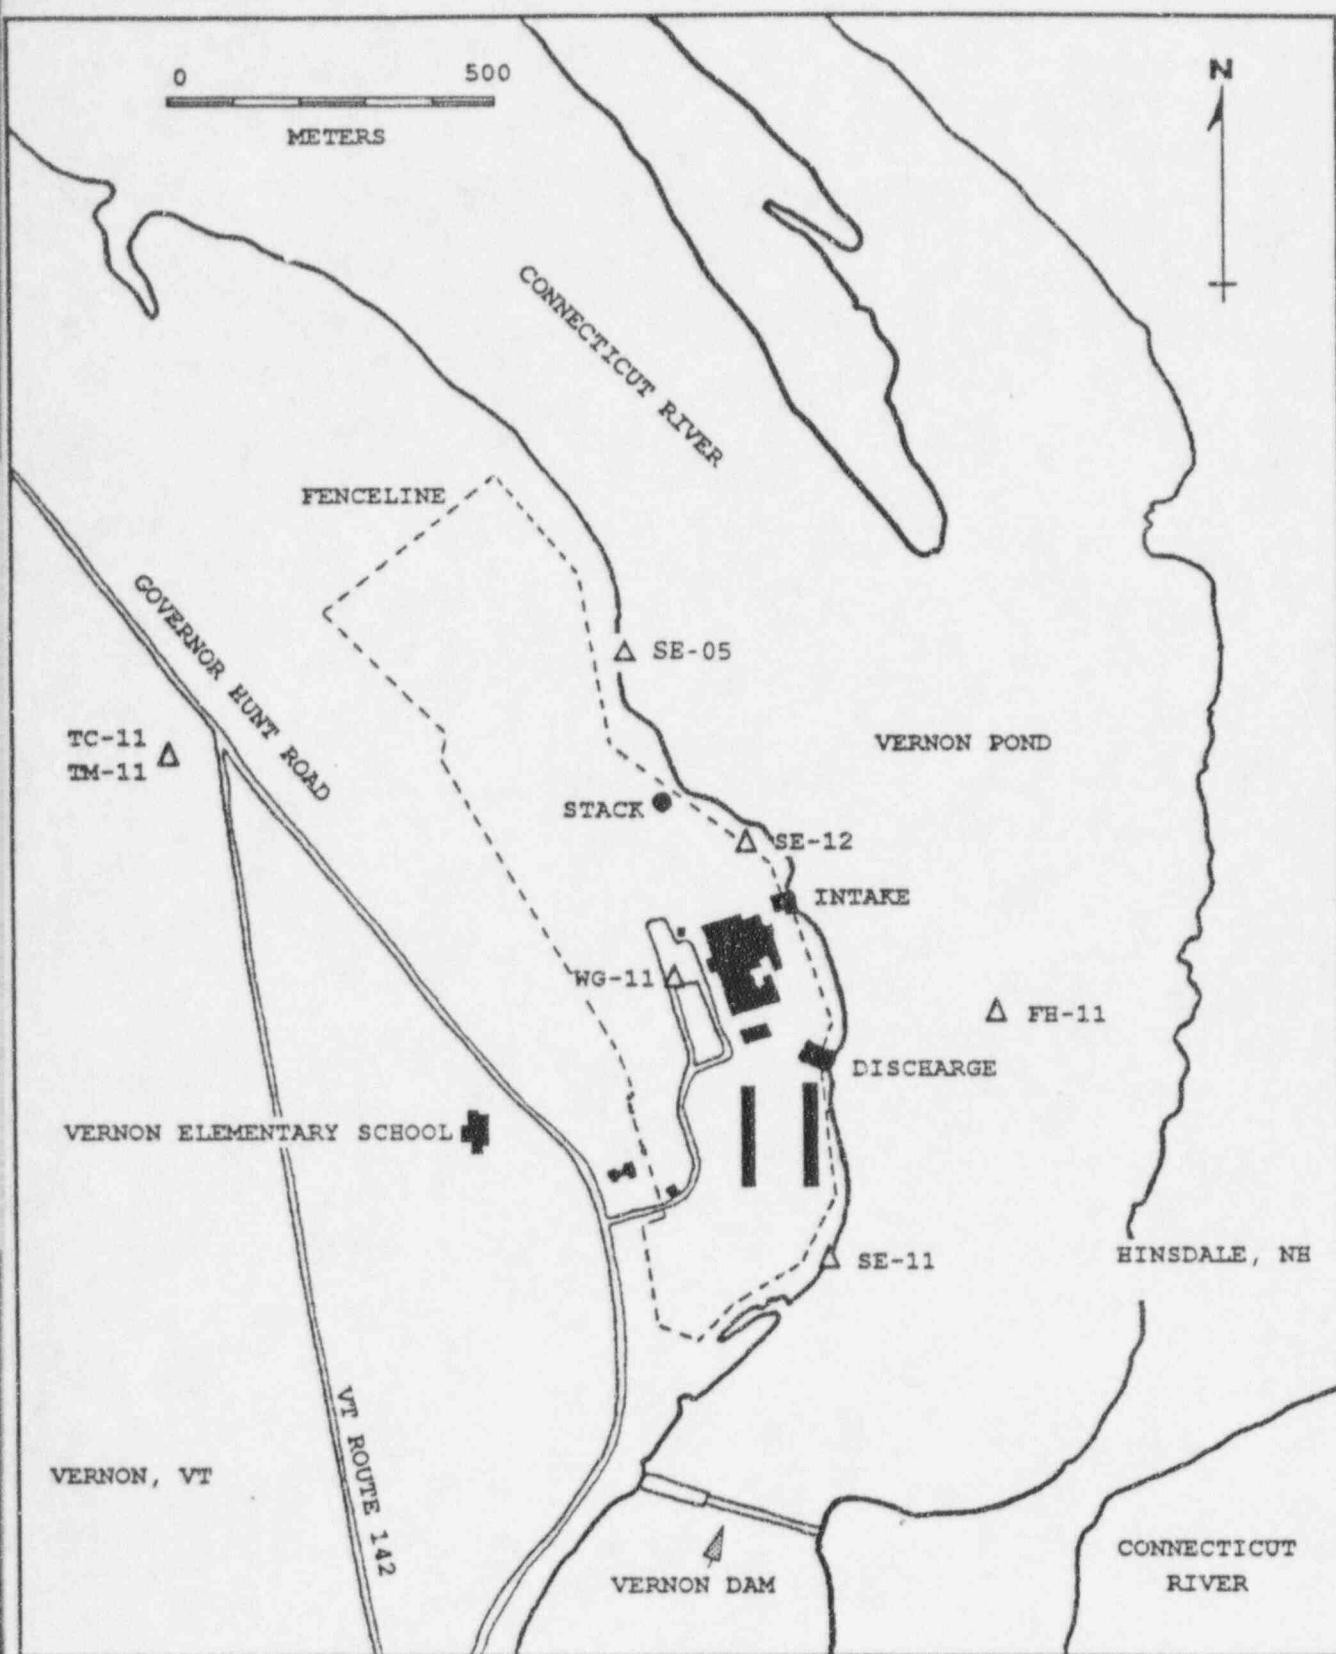 0 500
METERS
N
CONNECTICUT RIVER
FENCELINE
GOVERNOR HUNT ROAD
SE-05
TC-11
TM-11
VERNON POND
STACK
SE-12
INTAKE
WG-11
FH-11
DISCHARGE
VERNON ELEMENTARY SCHOOL
SE-11
HINSDALE, NH
VT ROUTE 142
VERNON, VT
VERNON DAM
CONNECTICUT
RIVER